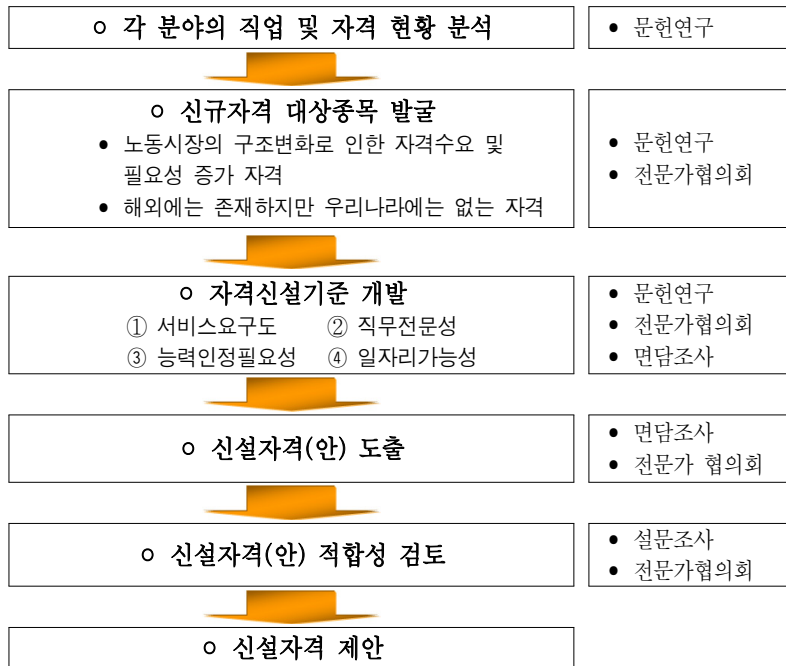 o 각 분야의 직업 및 자격 현황 분석
• 문헌연구
o 신규자격 대상종목 발굴
• 노동시장의 구조변화로 인한 자격수요 및
필요성 증가 자격
• 해외에는 존재하지만 우리나라에는 없는 자격
• 문헌연구
• 전문가협의회
o 자격신설기준 개발
① 서비스요구도 ② 직무전문성
③ 능력인정필요성 ④ 일자리가능성
• 문헌연구
• 전문가협의회
• 면담조사
o 신설자격(안) 도출
• 면담조사
• 전문가 협의회
o 신설자격(안) 적합성 검토
• 설문조사
• 전문가협의회
o 신설자격 제안